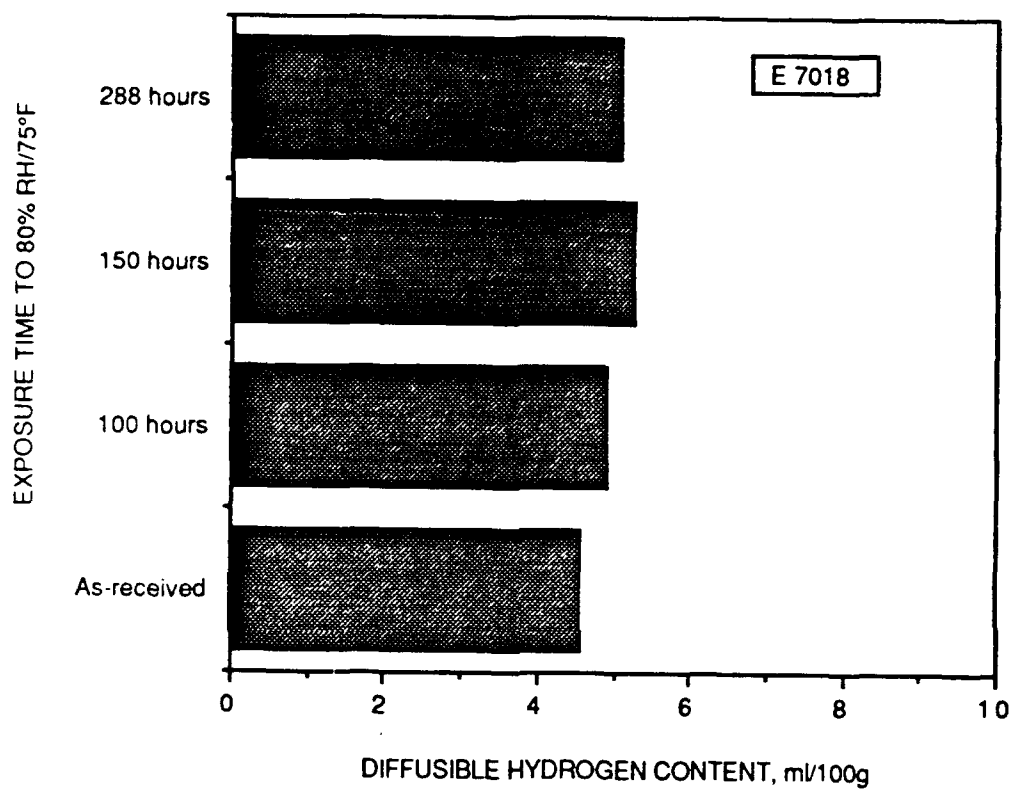 E 7018
EXPOSURE TIME TO 80% RH/75°F
288 hours
150 hours
100 hours
As-received
0 2 4 6 8 10
DIFFUSIBLE HYDROGEN CONTENT, ml/100g